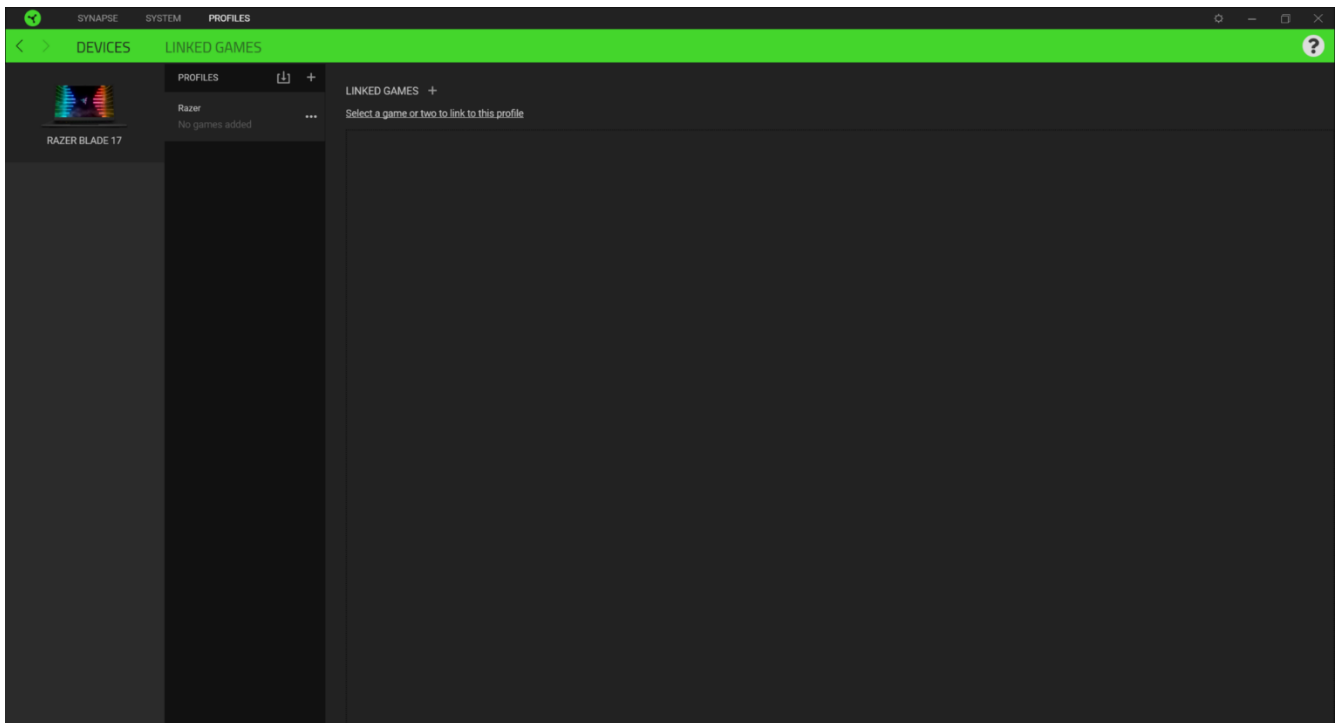 SYNAPSE SYSTEM PROFILES
DEVICES LINKED GAMES
?
RAZER BLADE 17
PROFILES
Razer
No games added
LINKED GAMES +
Select a game or two to link to this profile